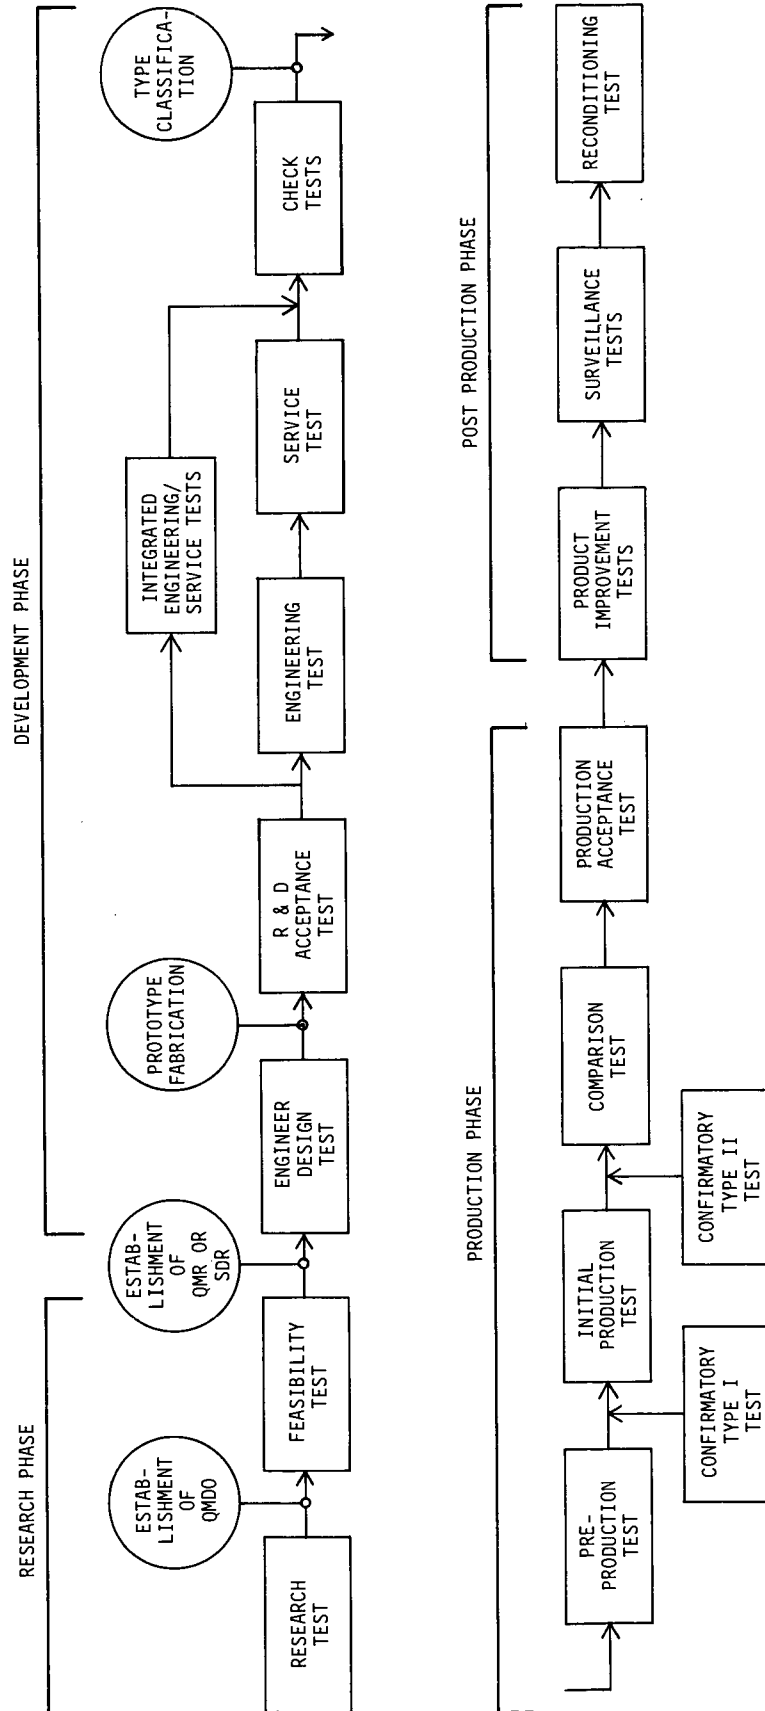 RESEARCH PHASE
DEVELOPMENT PHASE
ESTAB-
LISHMENT
OF
QMDO
ESTAB-
LISHMENT
OF
QMR OR
SDR
PROTOTYPE
FABRICATION
TYPE
CLASSIFICA-
TION
INTEGRATED
ENGINEERING/
SERVICE TESTS
RESEARCH
TEST
FEASIBILITY
TEST
ENGINEER
DESIGN
TEST
R & D
ACCEPTANCE
TEST
ENGINEERING
TEST
SERVICE
TEST
CHECK
TESTS
PRODUCTION PHASE
POST PRODUCTION PHASE
PRE-
PRODUCTION
TEST
INITIAL
PRODUCTION
TEST
COMPARISON
TEST
PRODUCTION
ACCEPTANCE
TEST
PRODUCT
IMPROVEMENT
TESTS
SURVEILLANCE
TESTS
RECONDITIONING
TEST
CONFIRMATORY
TYPE I
TEST
CONFIRMATORY
TYPE II
TEST